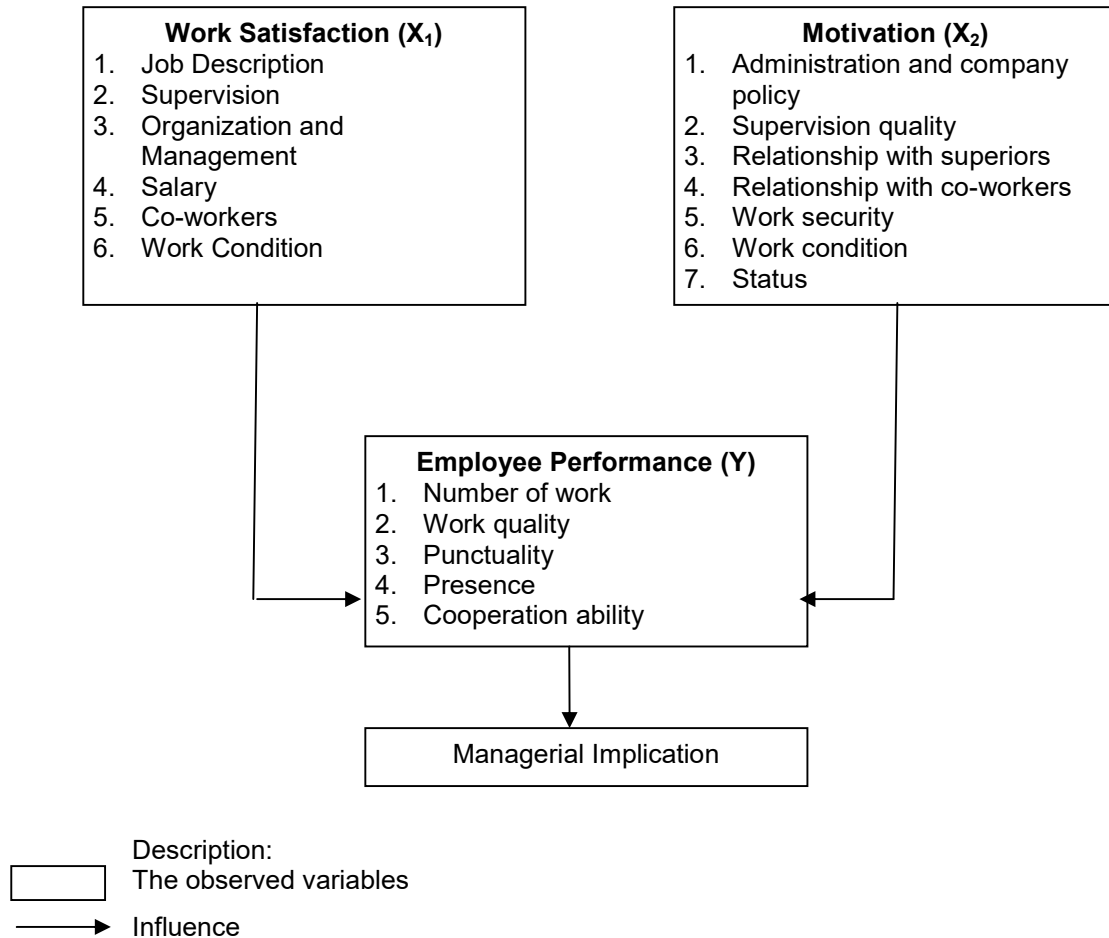 Work Satisfaction (X₁)
1. Job Description
2. Supervision
3. Organization and
Management
4. Salary
5. Co-workers
6. Work Condition
Motivation (X₂)
1. Administration and company
policy
2. Supervision quality
3. Relationship with superiors
4. Relationship with co-workers
5. Work security
6. Work condition
7. Status
Employee Performance (Y)
1. Number of work
2. Work quality
3. Punctuality
4. Presence
5. Cooperation ability
Managerial Implication
Description:
The observed variables
Influence